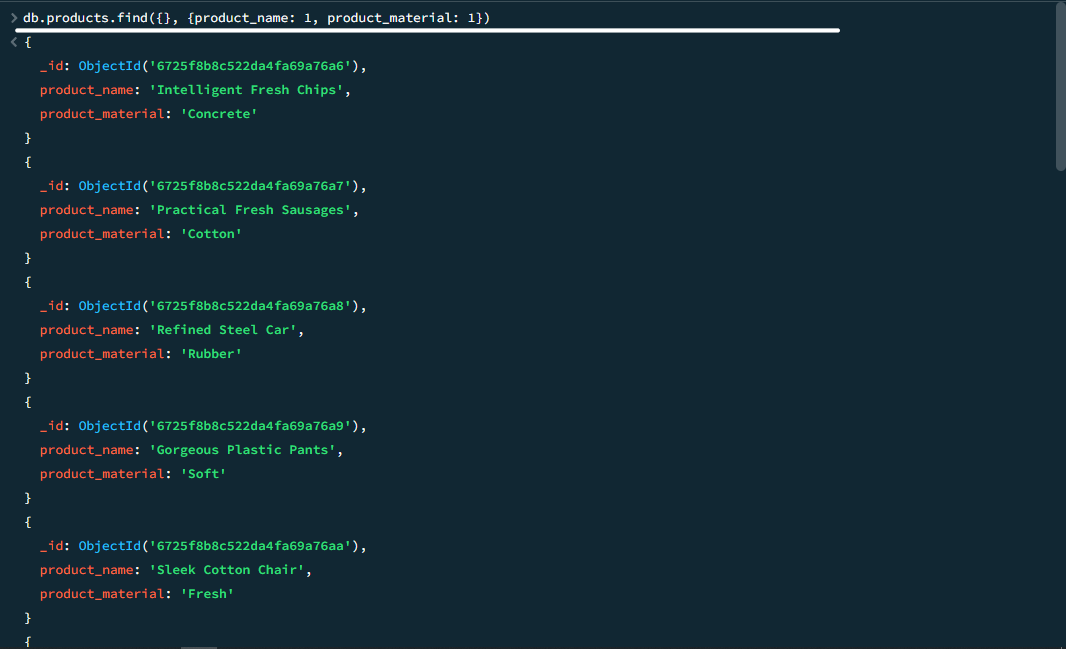 > db.products.find({}, {product_name: 1, product_material: 1})
< {
_id: ObjectId('6725f8b8c522da4fa69a76a6'),
product_name: 'Intelligent Fresh Chips',
product_material: 'Concrete'
}
{
_id: ObjectId('6725f8b8c522da4fa69a76a7'),
product_name: 'Practical Fresh Sausages',
product_material: 'Cotton'
}
{
_id: ObjectId('6725f8b8c522da4fa69a76a8'),
product_name: 'Refined Steel Car',
product_material: 'Rubber'
}
{
_id: ObjectId('6725f8b8c522da4fa69a76a9'),
product_name: 'Gorgeous Plastic Pants',
product_material: 'Soft'
}
{
_id: ObjectId('6725f8b8c522da4fa69a76aa'),
product_name: 'Sleek Cotton Chair',
product_material: 'Fresh'
}
{